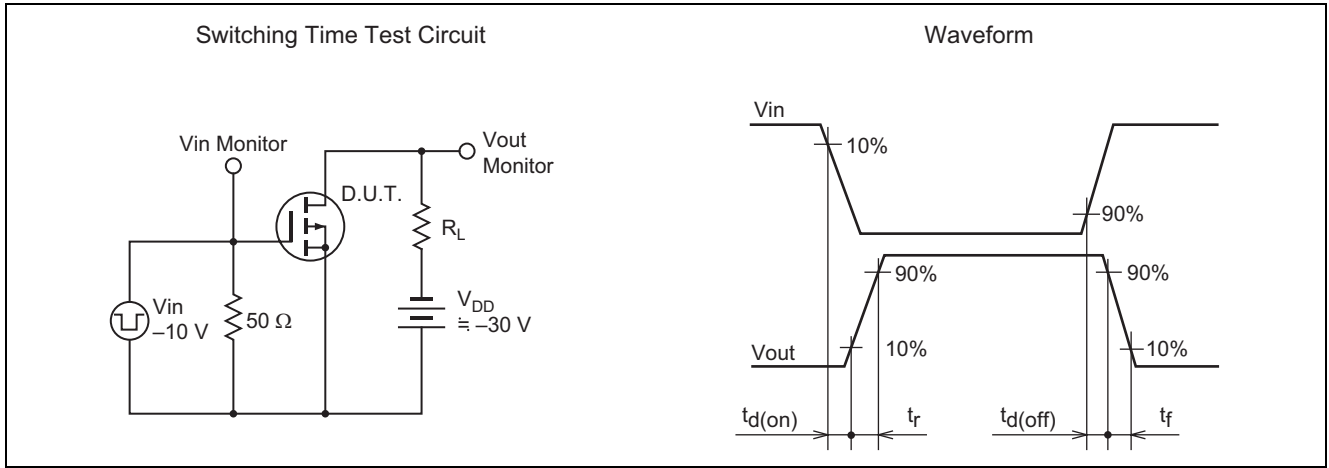 Switching Time Test Circuit
Vin Monitor
D.U.T.
Vout
Monitor
RL
Vin
–10 V
50 Ω
VDD
≒ –30 V
Waveform
Vin
10%
90%
90%
90%
Vout
10%
10%
td(on)
tr
td(off)
tf